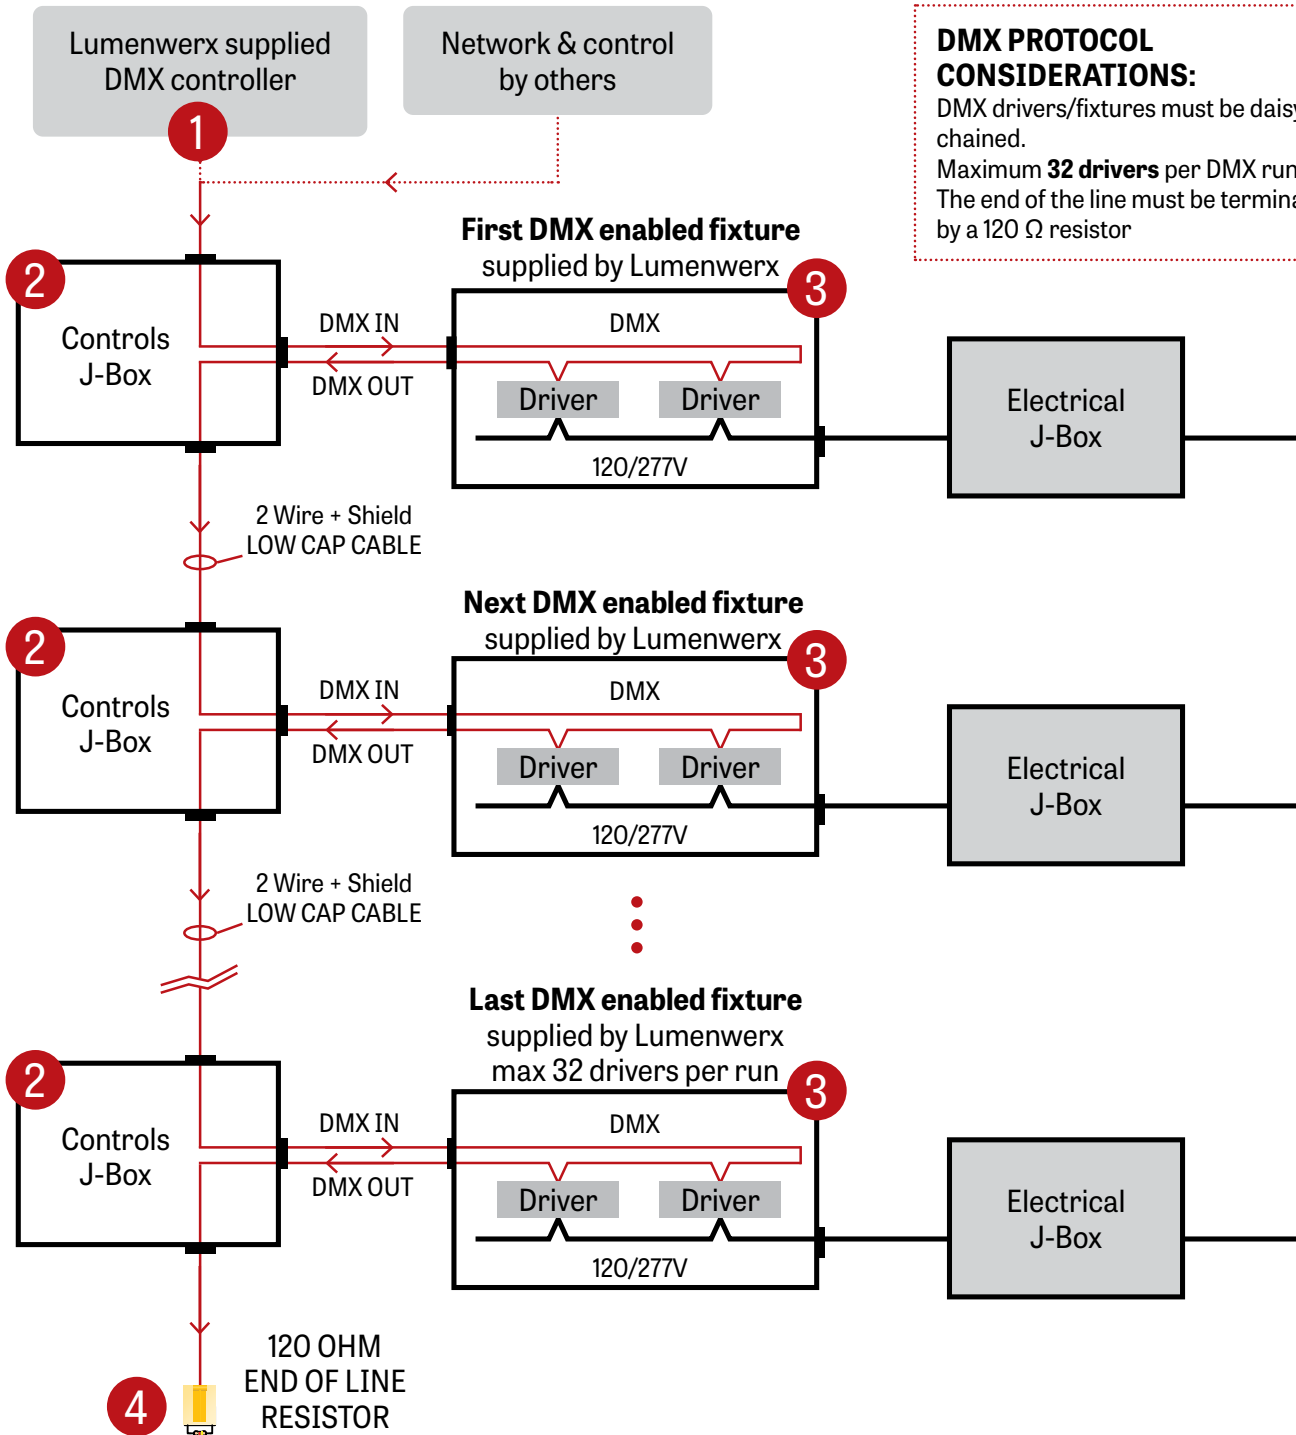 Lumenwerx supplied
DMX controller
1
Network & control
by others
DMX PROTOCOL
CONSIDERATIONS:
DMX drivers/fixtures must be daisy
chained.
Maximum 32 drivers per DMX run
The end of the line must be termina
by a 120 Ω resistor
2
Controls
J-Box
DMX IN
DMX OUT
First DMX enabled fixture
supplied by Lumenwerx
3
DMX
Driver
Driver
120/277V
Electrical
J-Box
2 Wire + Shield
LOW CAP CABLE
2
Controls
J-Box
DMX IN
DMX OUT
Next DMX enabled fixture
supplied by Lumenwerx
3
DMX
Driver
Driver
120/277V
Electrical
J-Box
2 Wire + Shield
LOW CAP CABLE
2
Controls
J-Box
DMX IN
DMX OUT
Last DMX enabled fixture
supplied by Lumenwerx
max 32 drivers per run
3
DMX
Driver
Driver
120/277V
Electrical
J-Box
4
120 OHM
END OF LINE
RESISTOR